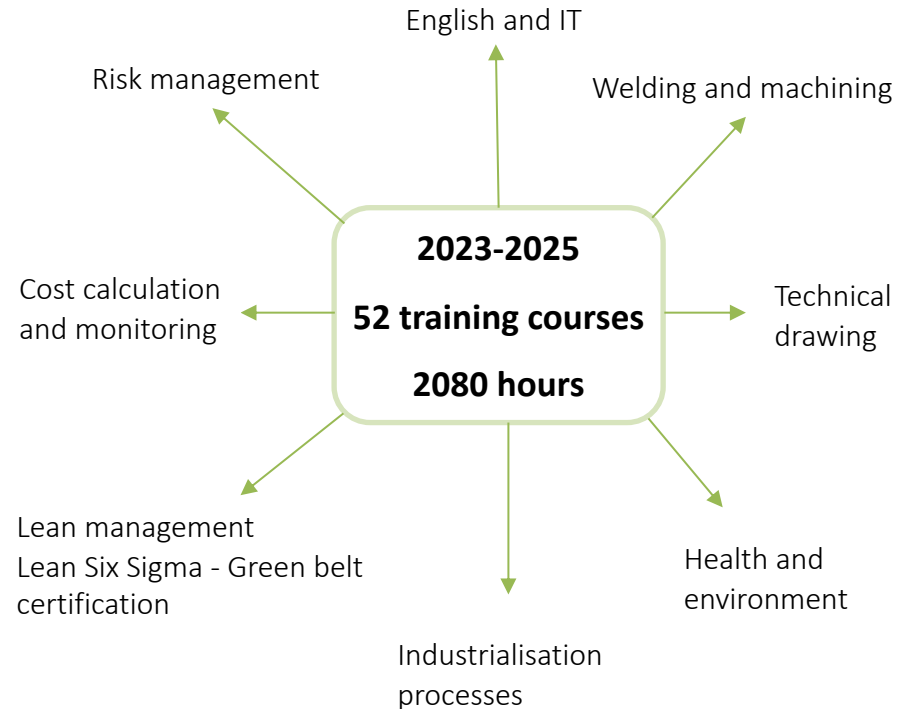 English and IT
Risk management
Welding and machining
2023-2025
52 training courses
2080 hours
Cost calculation
and monitoring
Technical
drawing
Lean management
Lean Six Sigma - Green belt
certification
Health and
environment
Industrialisation
processes